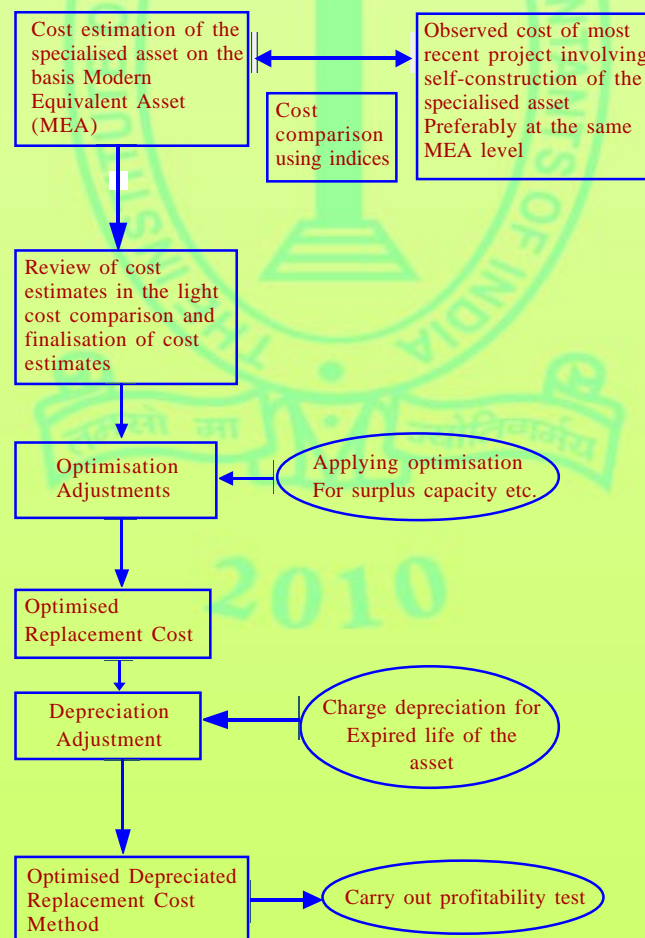 Cost estimation of the
specialised asset on the
basis Modern
Equivalent Asset
(MEA)
Observed cost of most
recent project involving
self-construction of the
specialised asset
Preferably at the same
MEA level
Cost
comparison
using indices
Review of cost
estimates in the light
cost comparison and
finalisation of cost
estimates
Optimisation
Adjustments
Applying optimisation
For surplus capacity etc.
Optimised
Replacement Cost
Depreciation
Adjustment
Charge depreciation for
Expired life of the
asset
Optimised Depreciated
Replacement Cost
Method
Carry out profitability test
OF INDIA
तमसो मा
ज्योतिर्गमय
2010